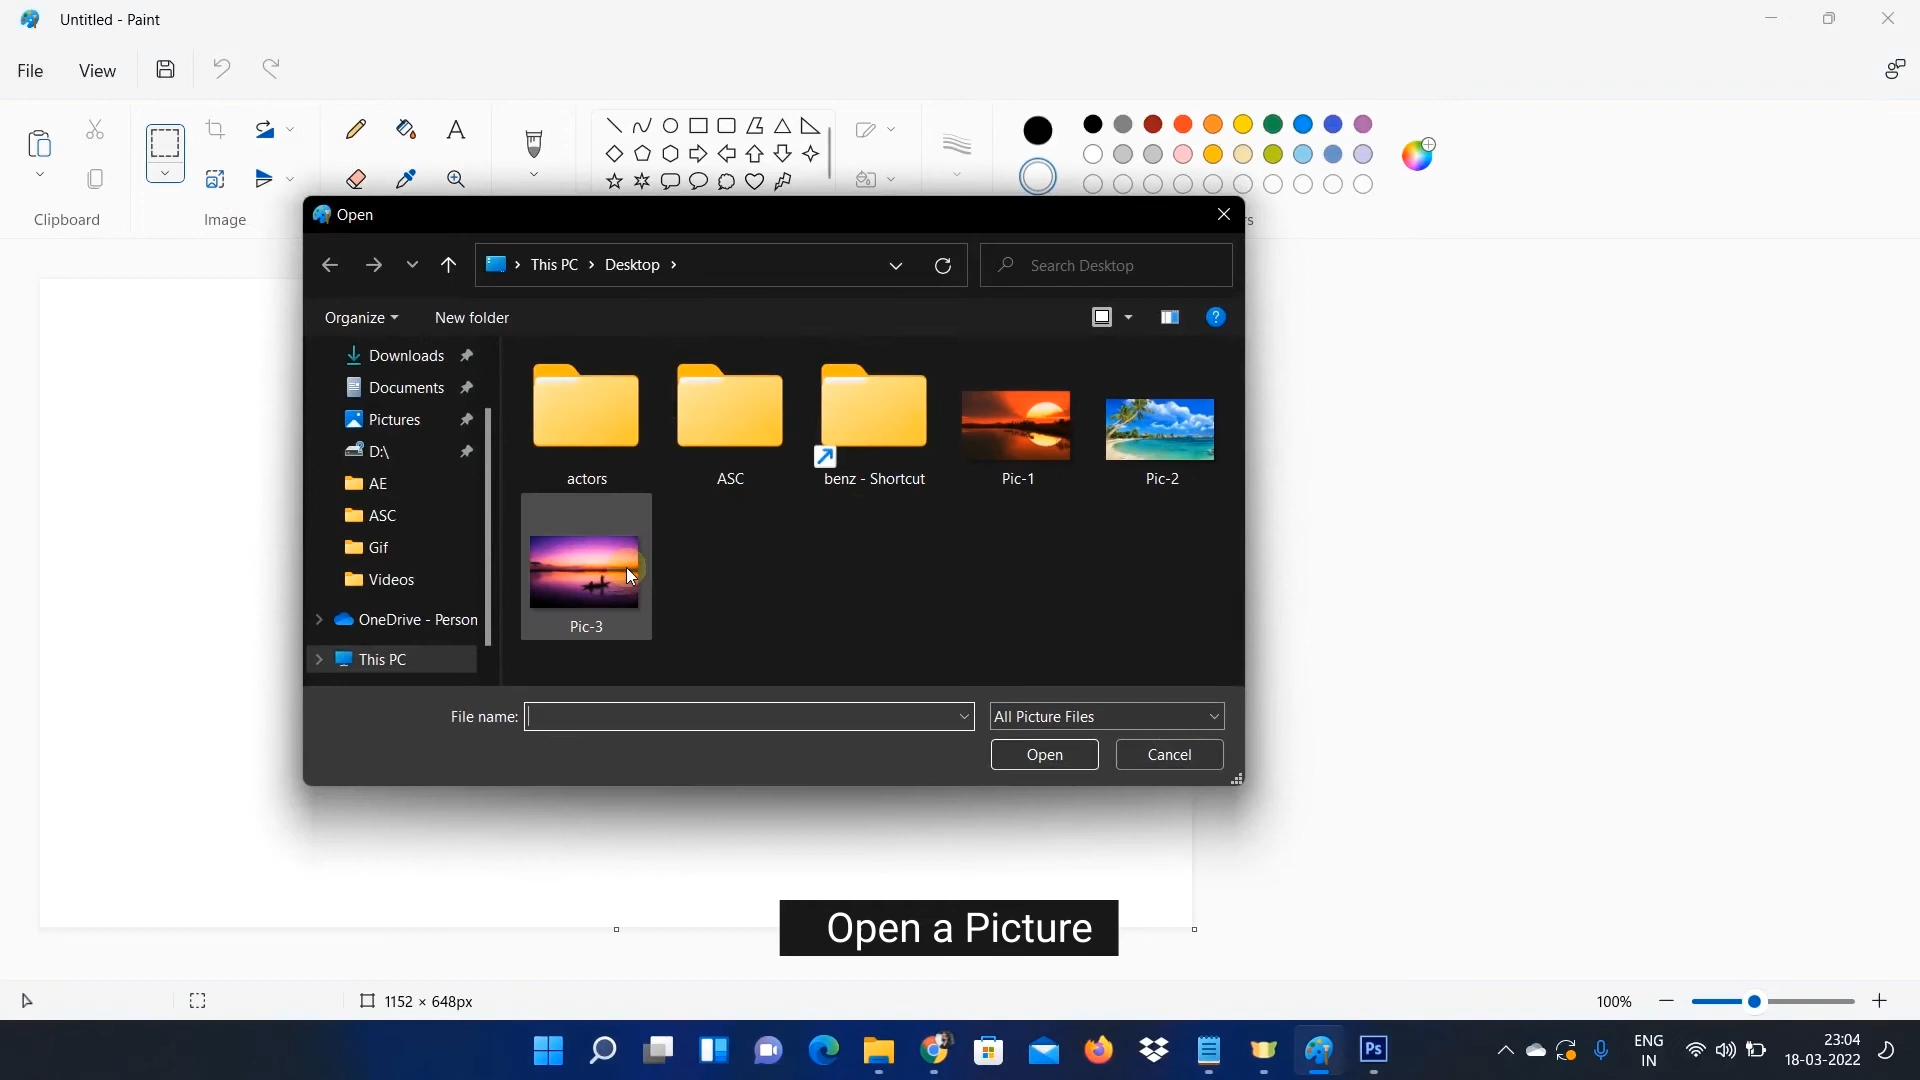 Untitled - Paint
File
View
Clipboard
Image
rs
Open
This PC
Desktop
Search Desktop
Organize
New folder
Downloads
Documents
Pictures
D:\
AE
ASC
Gif
Videos
OneDrive - Person
This PC
actors
ASC
benz - Shortcut
Pic-1
Pic-2
Pic-3
File name:
All Picture Files
Open
Cancel
Open a Picture
1152 × 648px
100%
Ps
ENG
IN
23:04
18-03-2022